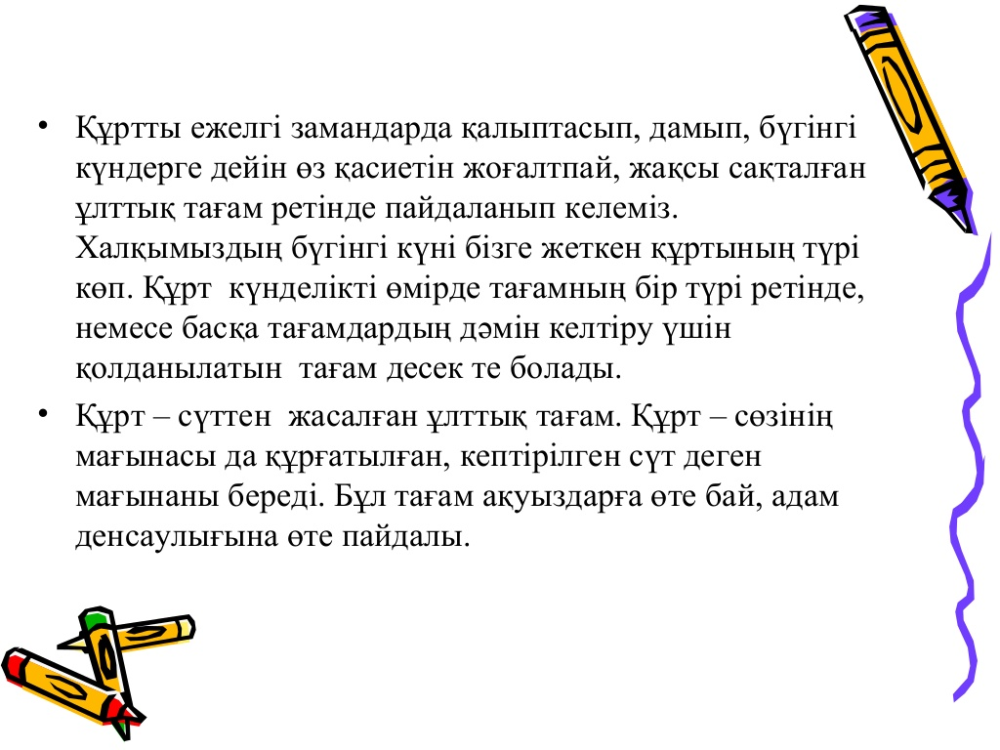 • Құртты ежелгі замандарда қалыптасып, дамып, бүгінгі
күндерге дейін өз қасиетін жоғалтпай, жақсы сақталған
ұлттық тағам ретінде пайдаланып келеміз.
Халқымыздың бүгінгі күні бізге жеткен құртының түрі
көп. Құрт  күнделікті өмірде тағамның бір түрі ретінде,
немесе басқа тағамдардың дәмін келтіру үшін
қолданылатын  тағам десек те болады.
• Құрт – сүттен  жасалған ұлттық тағам. Құрт – сөзінің
мағынасы да құрғатылған, кептірілген сүт деген
мағынаны береді. Бұл тағам ақуыздарға өте бай, адам
денсаулығына өте пайдалы.